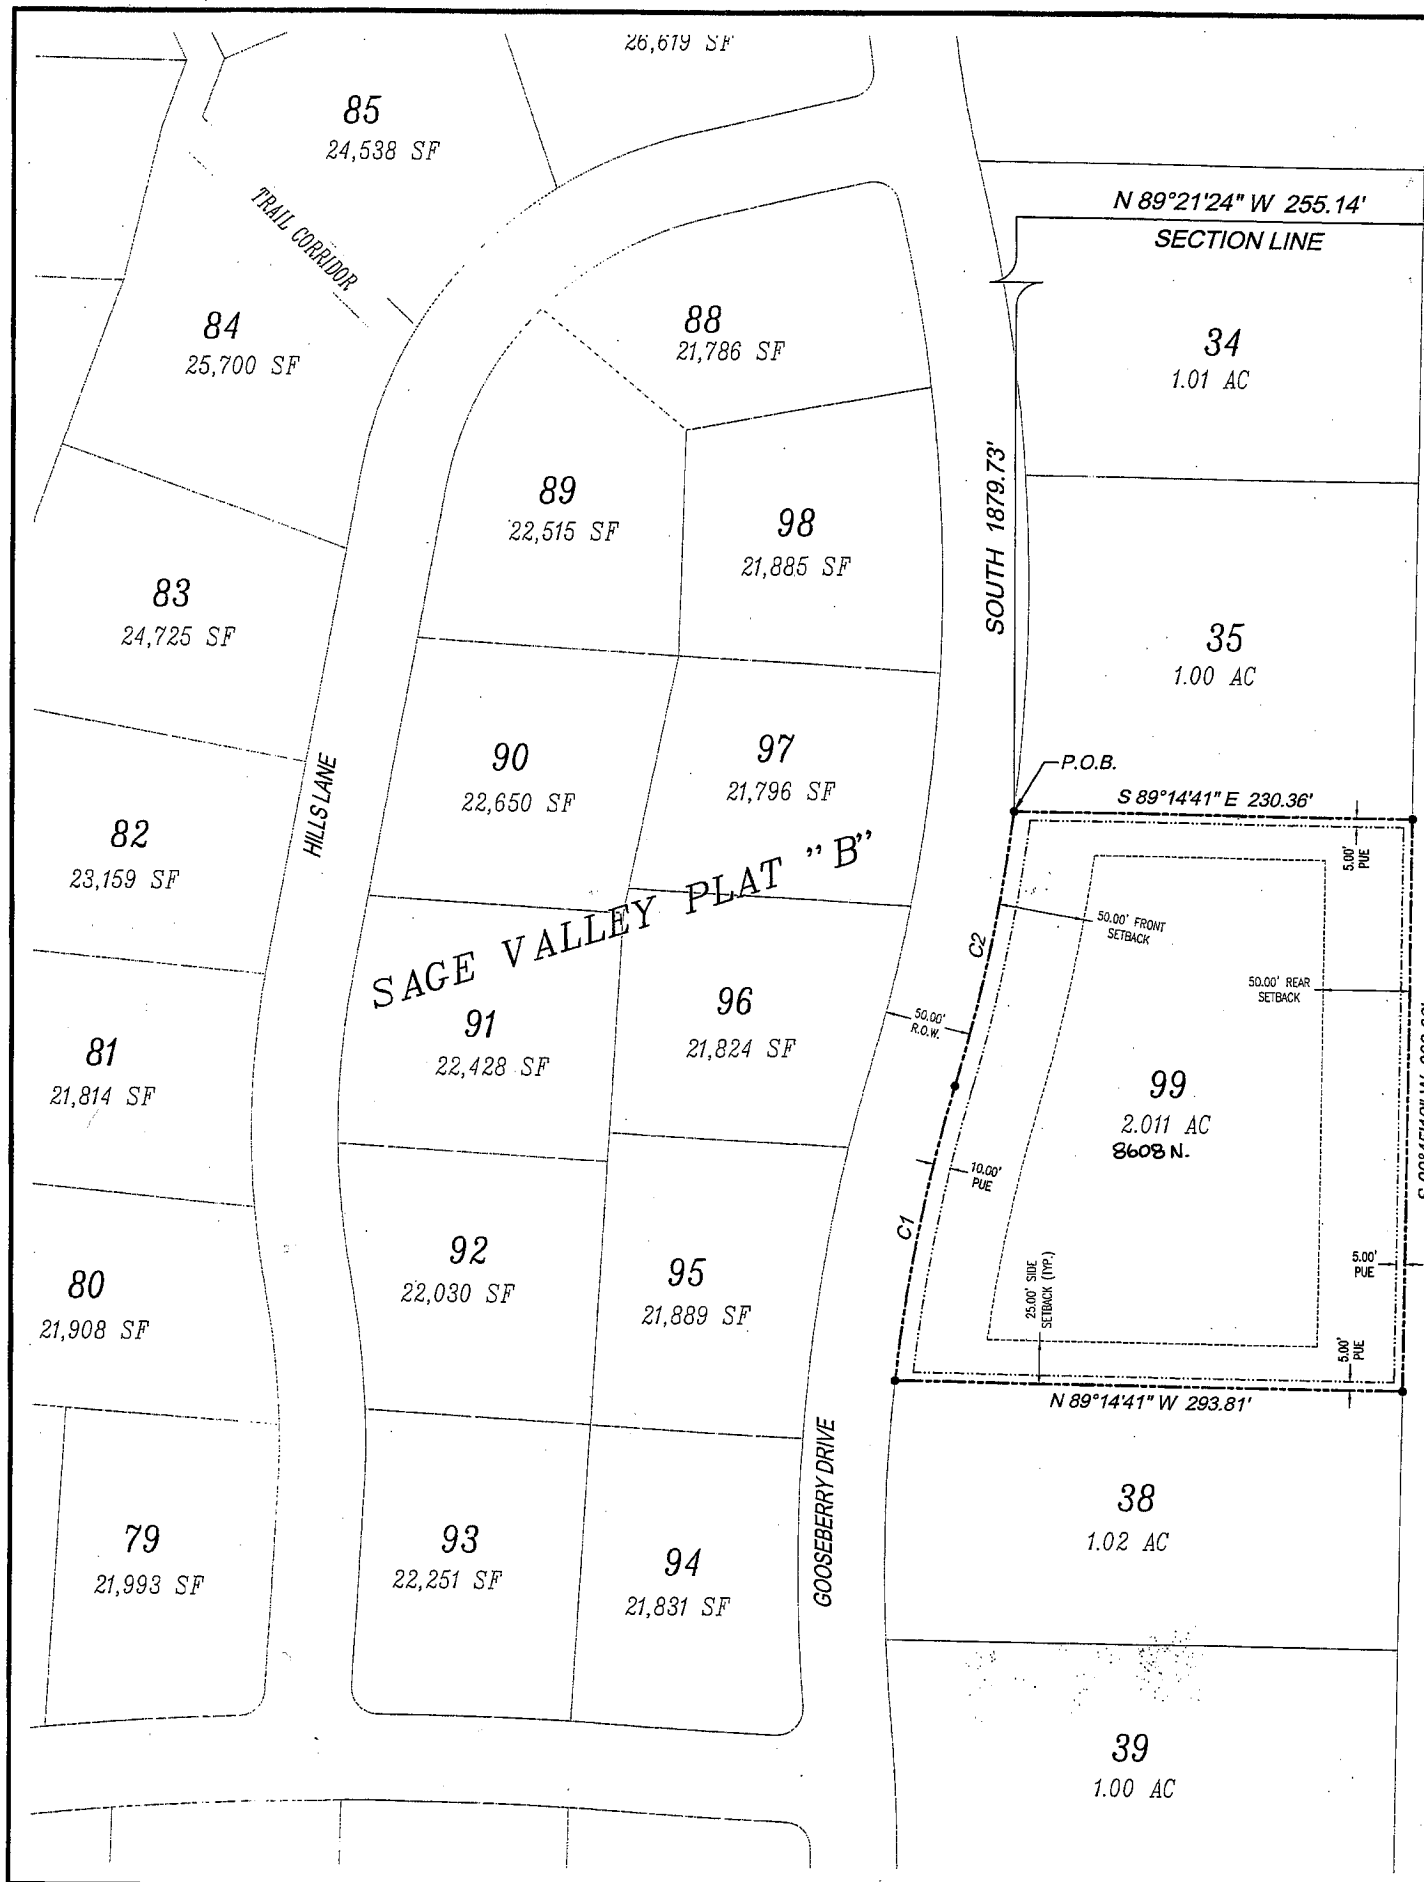 26,619 SF
85
24,538 SF
TRAIL CORRIDOR
N 89°21'24" W 255.14'
SECTION LINE
84
25,700 SF
88
21,786 SF
34
1.01 AC
89
22,515 SF
98
21,885 SF
SOUTH 1879.73'
83
24,725 SF
35
1.00 AC
HILLS LANE
90
22,650 SF
97
21,796 SF
P.O.B.
S 89°14'41" E 230.36'
5.00'
PUE
82
23,159 SF
SAGE VALLEY PLAT "B"
50.00' FRONT
SETBACK
C2
50.00' REAR
SETBACK
91
22,428 SF
96
21,824 SF
50.00'
R.O.W.
81
21,814 SF
99
2.011 AC
8608 N.
10.00'
PUE
C1
92
22,030 SF
95
21,889 SF
25.00' SIDE
SETBACK (TYP.)
5.00'
PUE
80
21,908 SF
5.00'
PUE
N 89°14'41" W 293.81'
GOOSEBERRY DRIVE
38
1.02 AC
79
21,993 SF
93
22,251 SF
94
21,831 SF
39
1.00 AC